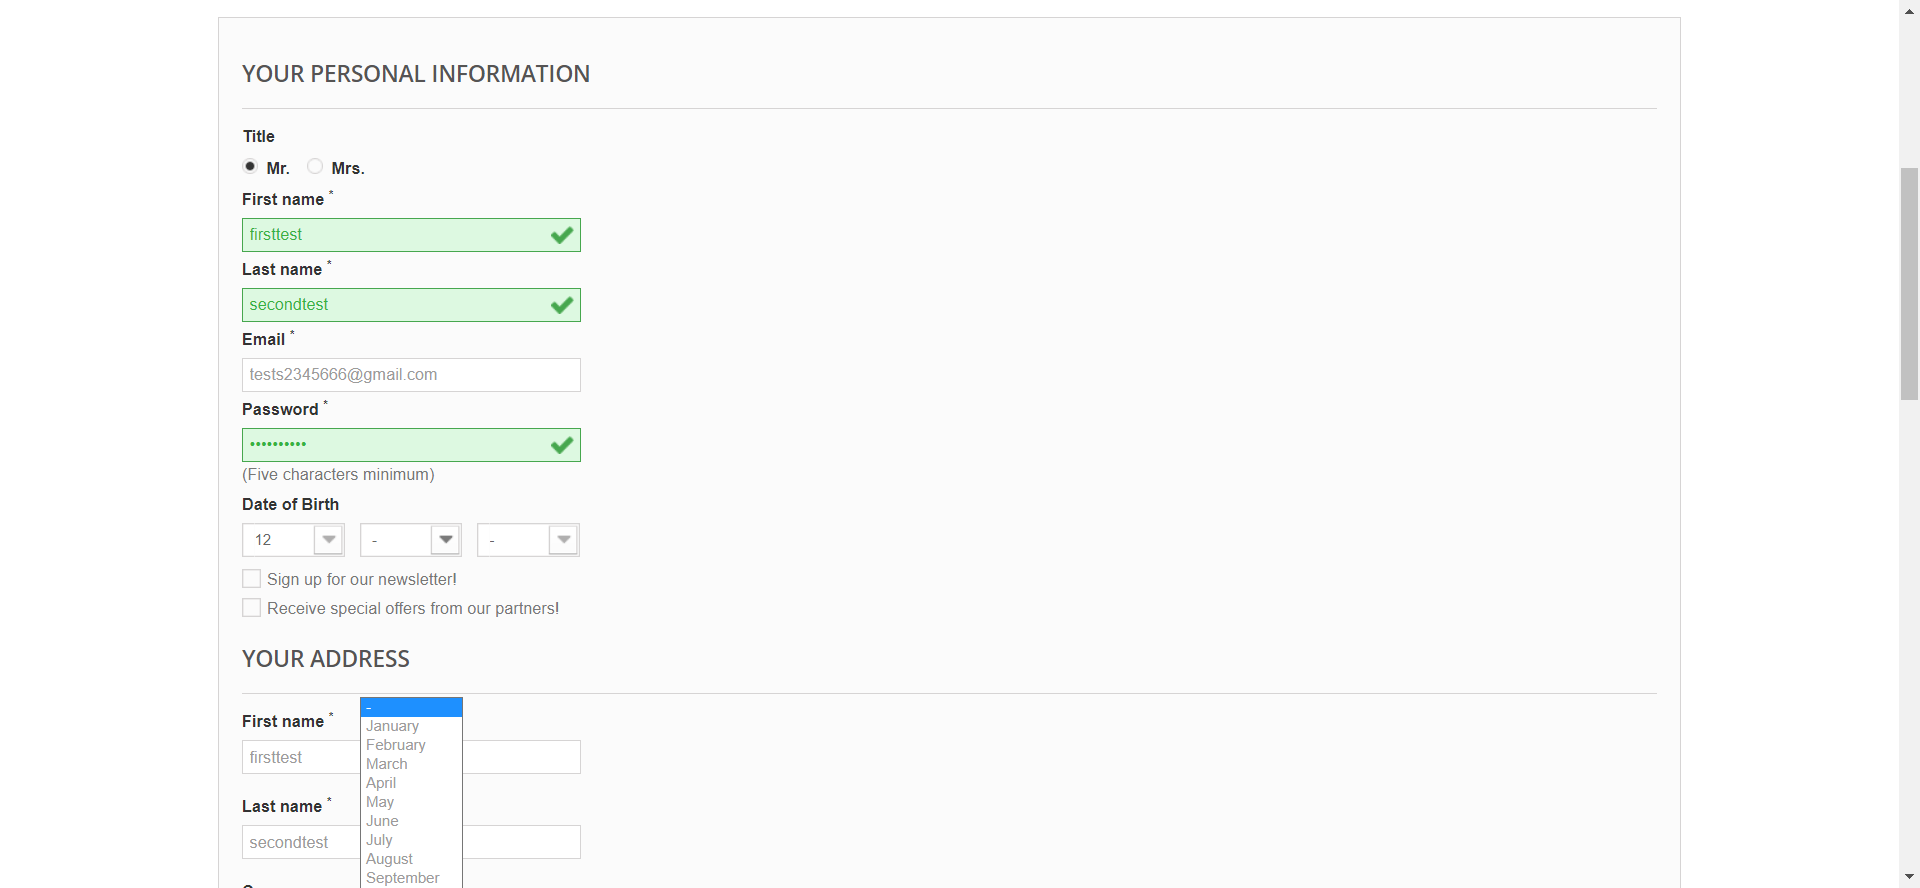 YOUR PERSONAL INFORMATION
Title
Mr. Mrs.
First name *
firsttest
Last name *
secondtest
Email *
tests2345666@gmail.com
Password *
••••••••••
(Five characters minimum)
Date of Birth
12 - -
Sign up for our newsletter!
Receive special offers from our partners!
YOUR ADDRESS
First name *
firsttest
Last name *
secondtest
-
January
February
March
April
May
June
July
August
September